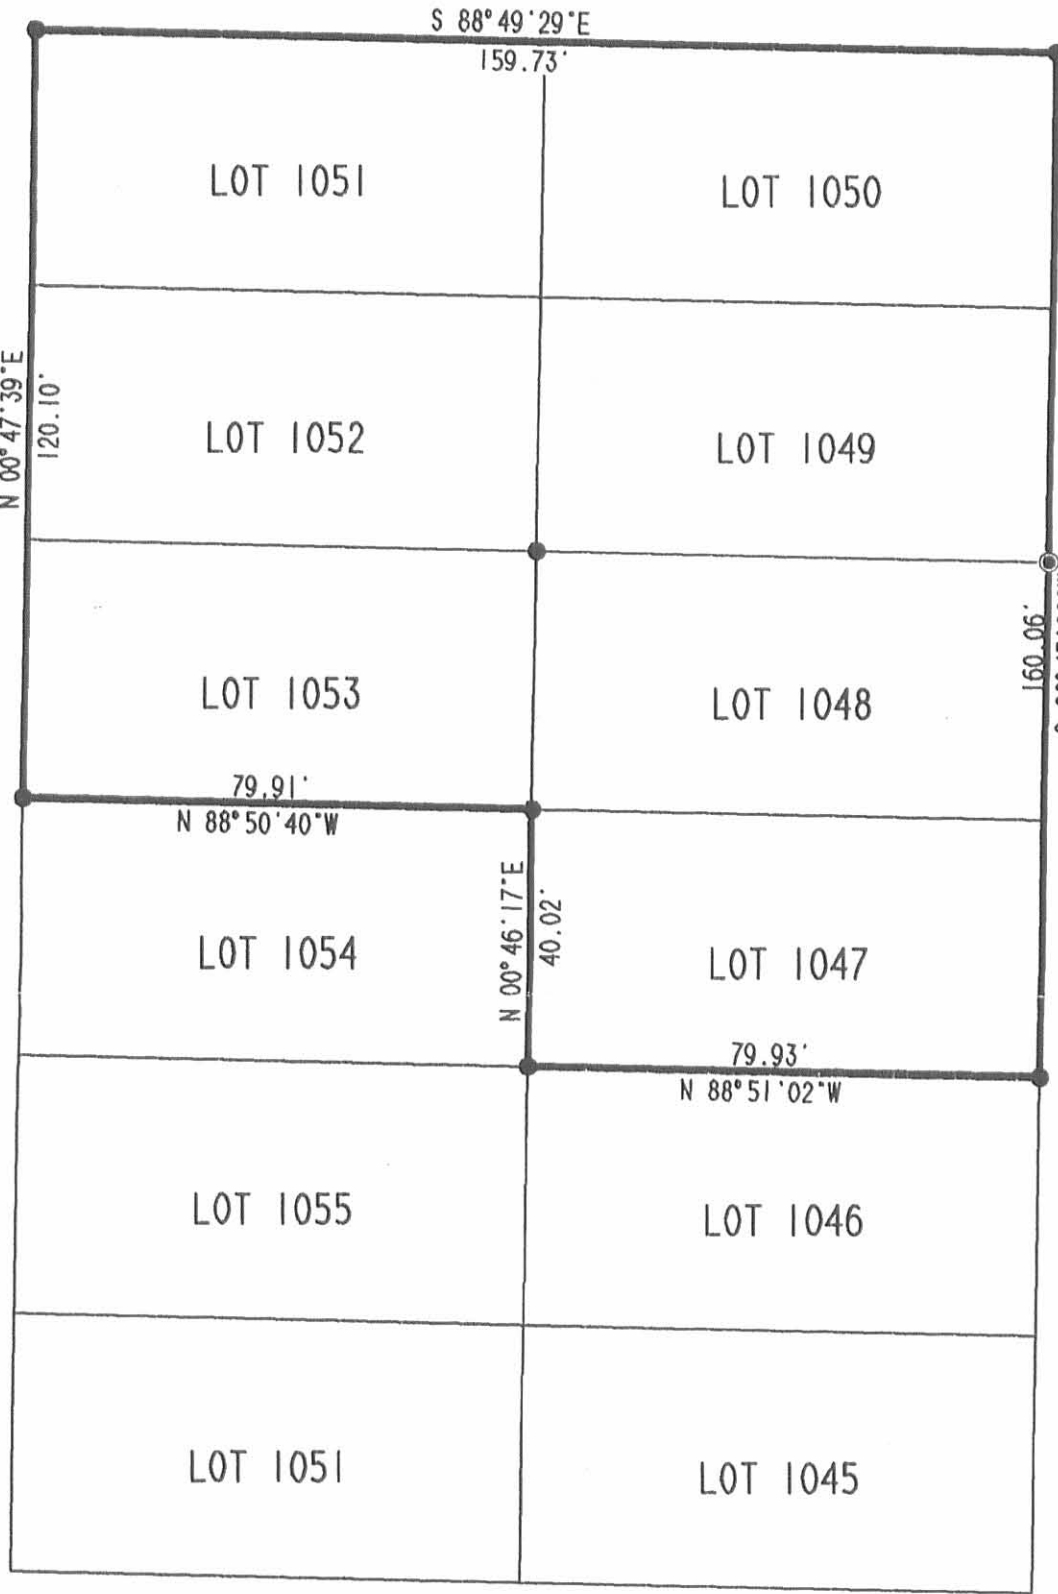 S 88°49'29"E
159.73'
LOT 1051
LOT 1050
N 00°47'39"E
120.10'
LOT 1052
LOT 1049
LOT 1053
LOT 1048
160.06'
79.91'
N 88°50'40"W
N 00°46'17"E
40.02'
LOT 1054
LOT 1047
79.93'
N 88°51'02"W
LOT 1055
LOT 1046
LOT 1051
LOT 1045